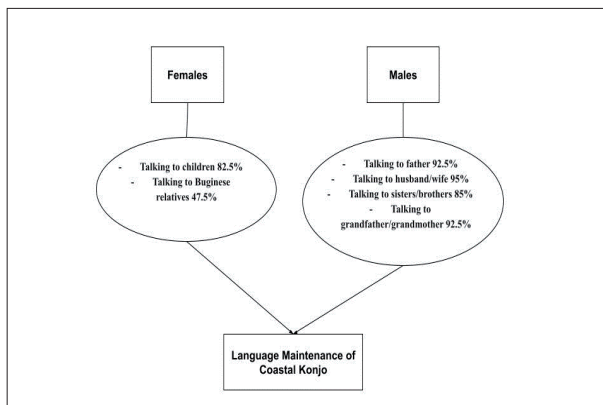 Females
Males
- Talking to children 82.5%
- Talking to Buginese
relatives 47.5%
- Talking to father 92.5%
- Talking to husband/wife 95%
- Talking to sisters/brothers 85%
- Talking to
grandfather/grandmother 92.5%
Language Maintenance of
Coastal Konjo